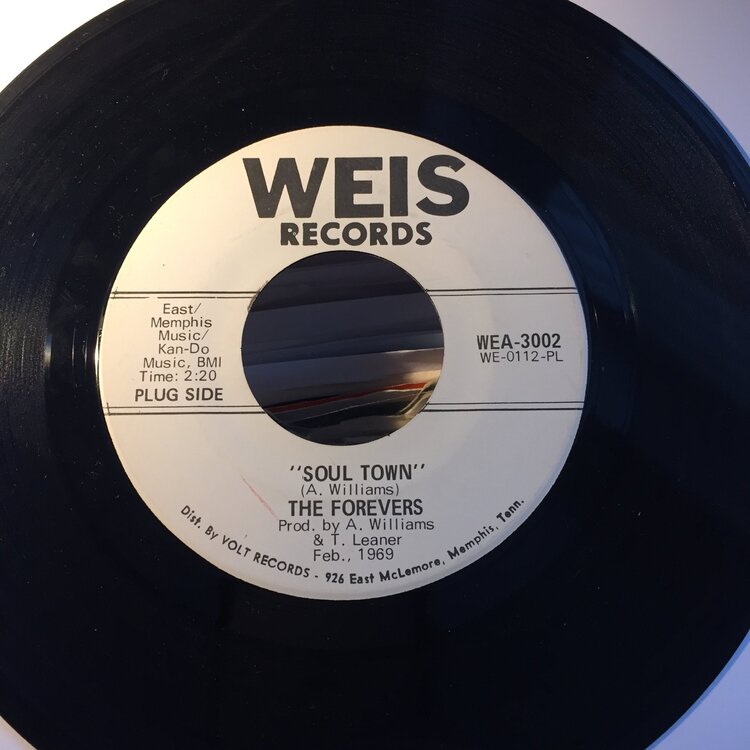 WEIS
RECORDS
East/
Memphis
Music/
Kan-Do
Music, BMI
Time: 2:20
PLUG SIDE
WEA-3002
WE-0112-PL
"SOUL TOWN"
(A. Williams)
THE FOREVERS
Prod. by A. Williams
& T. Leaner
Feb., 1969
Dist. By VOLT RECORDS - 926 East McLemore, Memphis, Tenn.